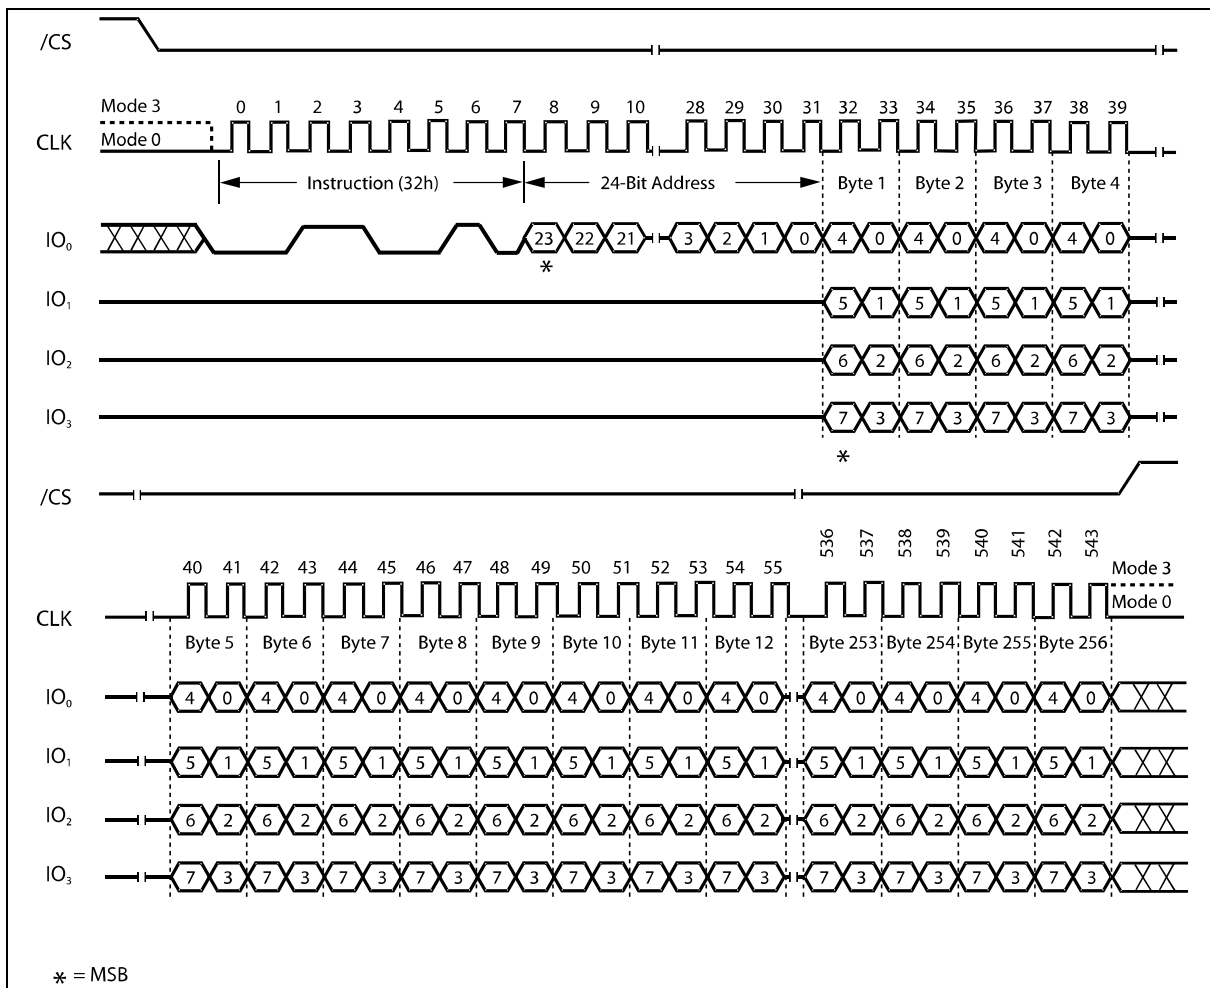 /CS
Mode 3
0 1 2 3 4 5 6 7 8 9 10 28 29 30 31 32 33 34 35 36 37 38 39
CLK
Mode 0
Instruction (32h) 24-Bit Address Byte 1 Byte 2 Byte 3 Byte 4
IO₀ 23 22 21 3 2 1 0 4 0 4 0 4 0 4 0
*
IO₁ 5 1 5 1 5 1 5 1
IO₂ 6 2 6 2 6 2 6 2
IO₃ 7 3 7 3 7 3 7 3
*
/CS
40 41 42 43 44 45 46 47 48 49 50 51 52 53 54 55 536 537 538 539 540 541 542 543
Mode 3
CLK
Mode 0
Byte 5 Byte 6 Byte 7 Byte 8 Byte 9 Byte 10 Byte 11 Byte 12 Byte 253 Byte 254 Byte 255 Byte 256
IO₀ 4 0 4 0 4 0 4 0 4 0 4 0 4 0 4 0 4 0 4 0 4 0 4 0
IO₁ 5 1 5 1 5 1 5 1 5 1 5 1 5 1 5 1 5 1 5 1 5 1 5 1
IO₂ 6 2 6 2 6 2 6 2 6 2 6 2 6 2 6 2 6 2 6 2 6 2 6 2
IO₃ 7 3 7 3 7 3 7 3 7 3 7 3 7 3 7 3 7 3 7 3 7 3 7 3
* = MSB